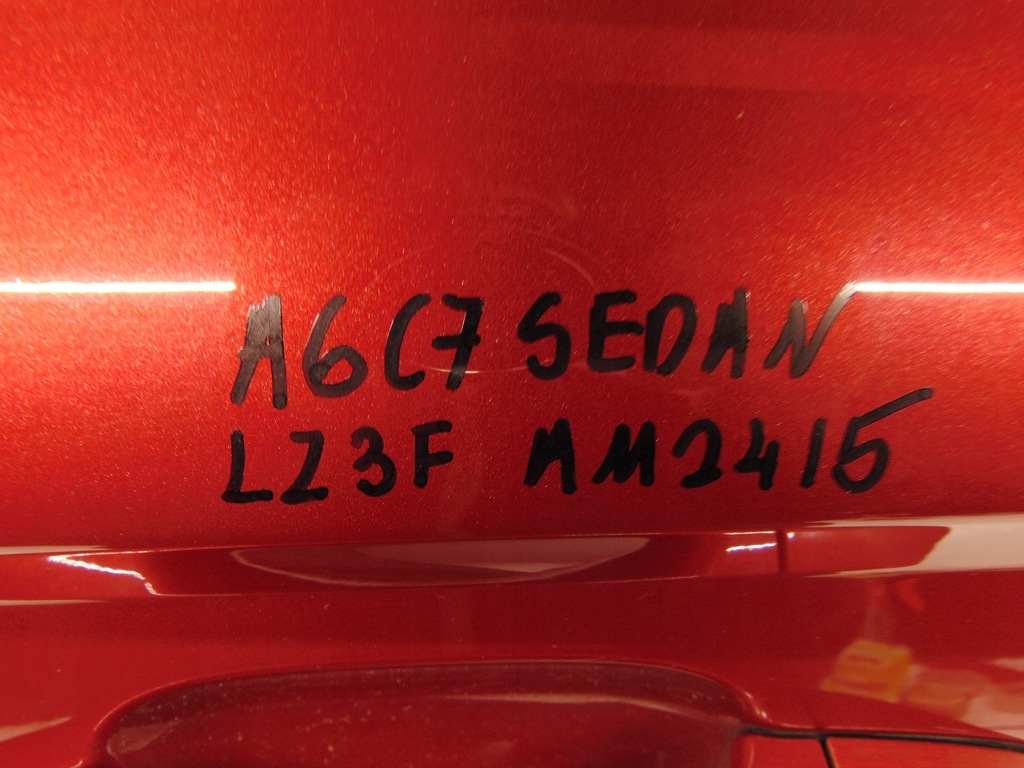 A6C7 SEDAN
LZ3F AM2415